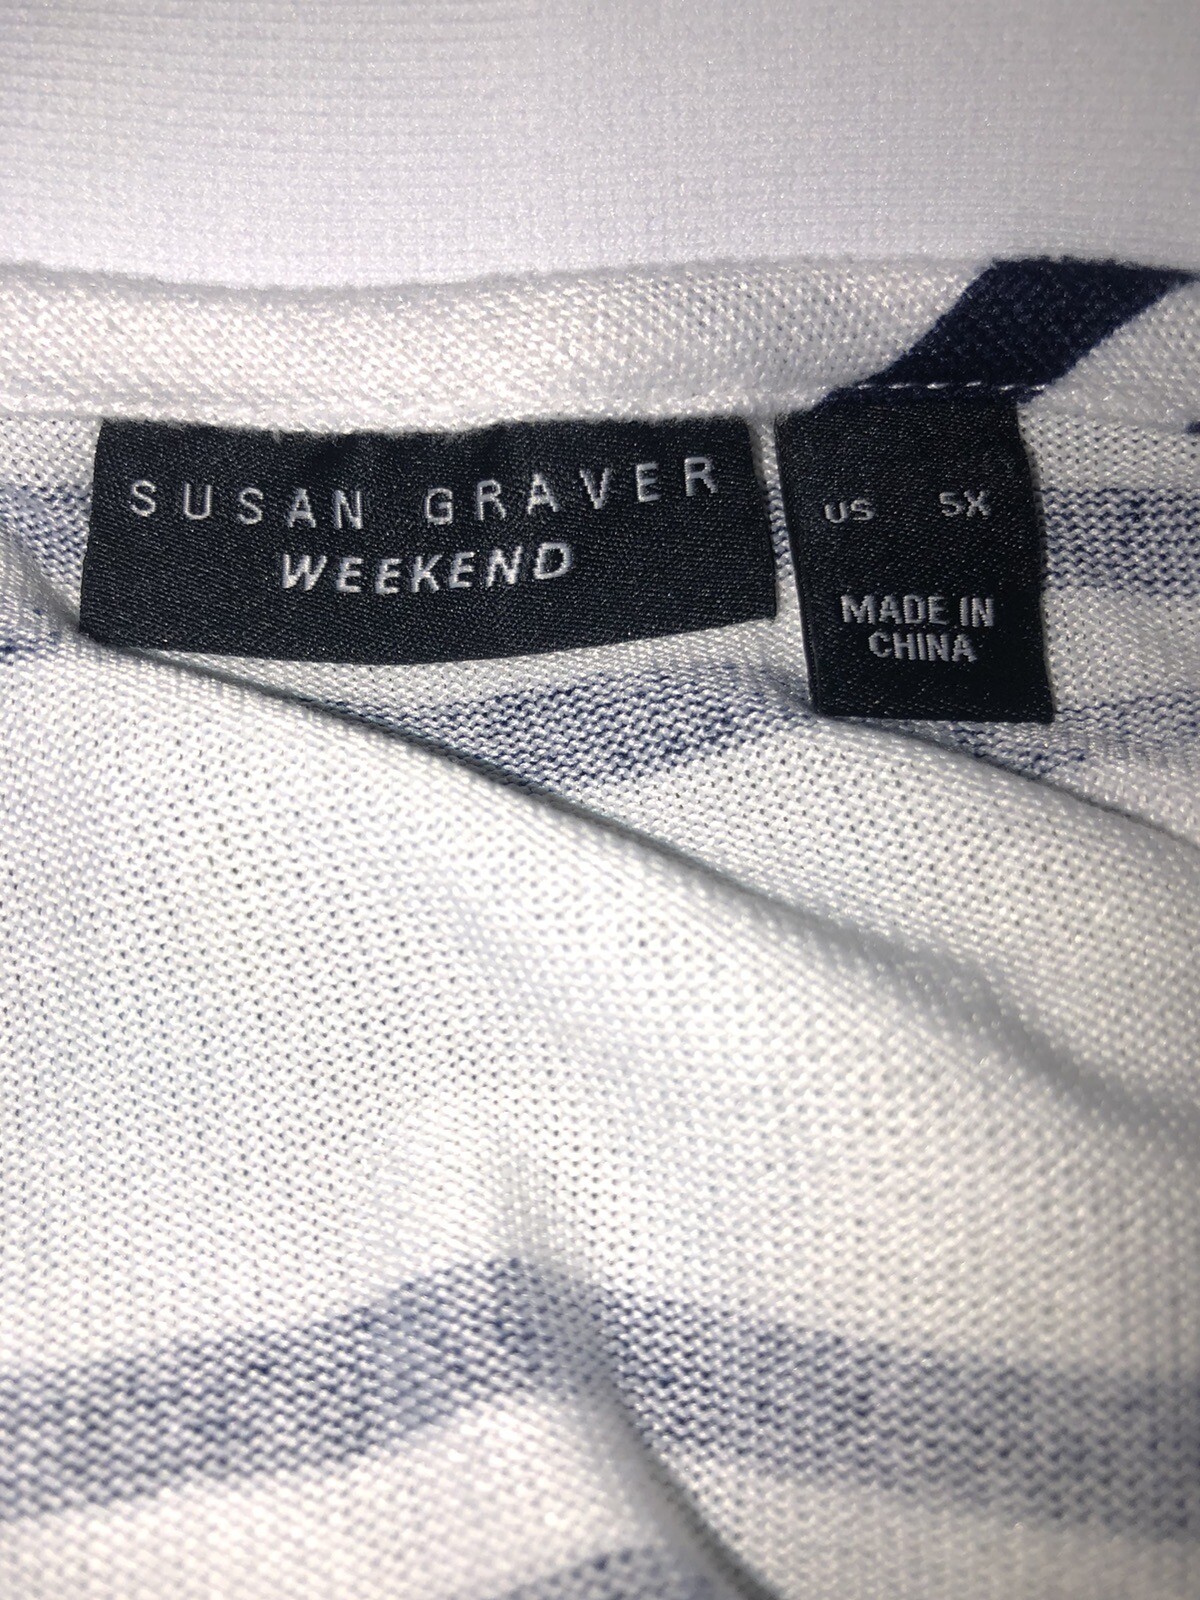 SUSAN GRAVER
WEEKEND
US 5X
MADE IN
CHINA